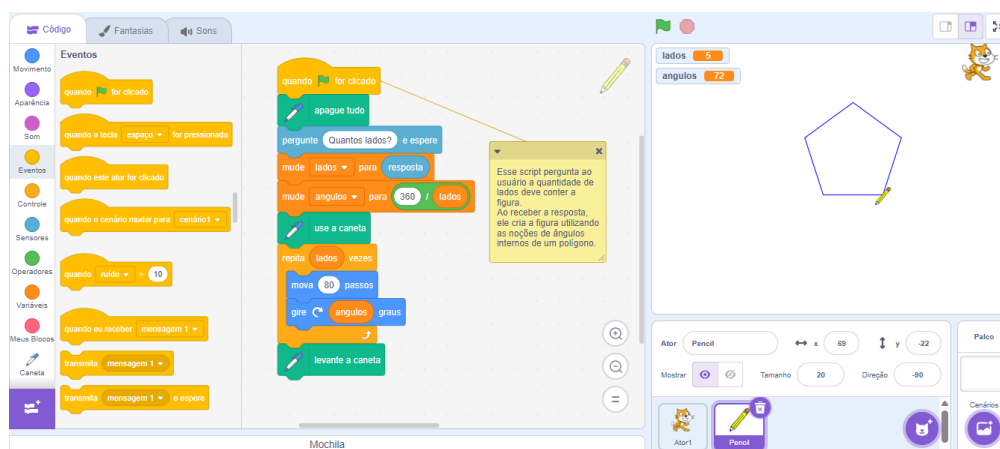 Código
Fantasias
Sons
Movimento
Aparência
Som
Eventos
Controle
Sensores
Operadores
Variáveis
Meus Blocos
Caneta
Eventos
quando for clicado
quando a tecla espaço for pressionada
quando este ator for clicado
quando o cenário mudar para cenário1
quando ruído > 10
quando eu receber mensagem 1
transmita mensagem 1
transmita mensagem 1 e espere
quando for clicado
apague tudo
pergunte Quantos lados? e espere
mude lados para resposta
mude angulos para 360 / lados
use a caneta
repita lados vezes
mova 80 passos
gire angulos graus
levante a caneta
Esse script pergunta ao
usuário a quantidade de
lados deve conter a
figura.
Ao receber a resposta,
ele cria a figura utilizando
as noções de ângulos
internos de um polígono.
Mochila
lados 5
angulos 72
Ator Pencil x 69 y -22
Mostrar Tamanho 20 Direção -90
Ator1
Pencil
Palco
Cenários